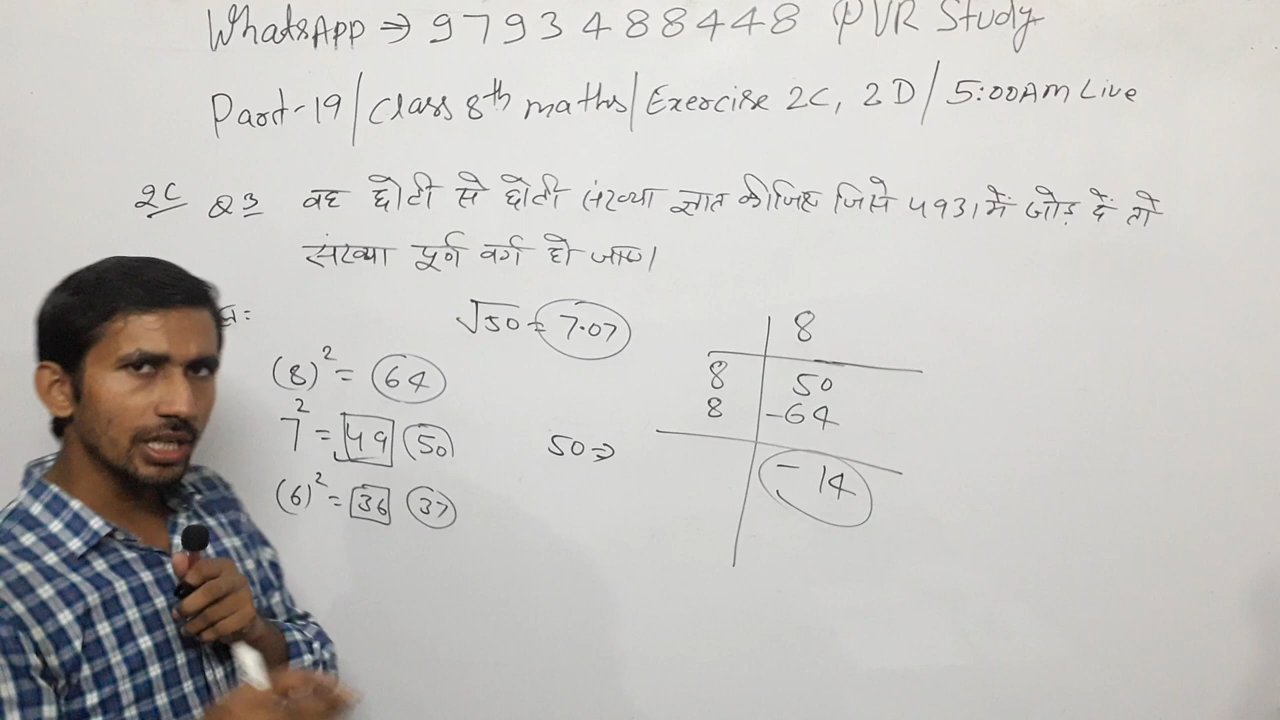 WhatsApp ⇒ 9793488448 PVR Study
Part-19 / Class 8th maths / Exercise 2C, 2D / 5:00AM Live
2C Q3 वह छोटी से छोटी संख्या ज्ञात कीजिए जिसे 4931 में जोड़ दें तो
संख्या पूर्ण वर्ग हो जाए।
√50 = 7.07
(8)² = 64
7² = 49 50
(6)² = 36 37
50 ⇒
8
8 50
8 -64
-14